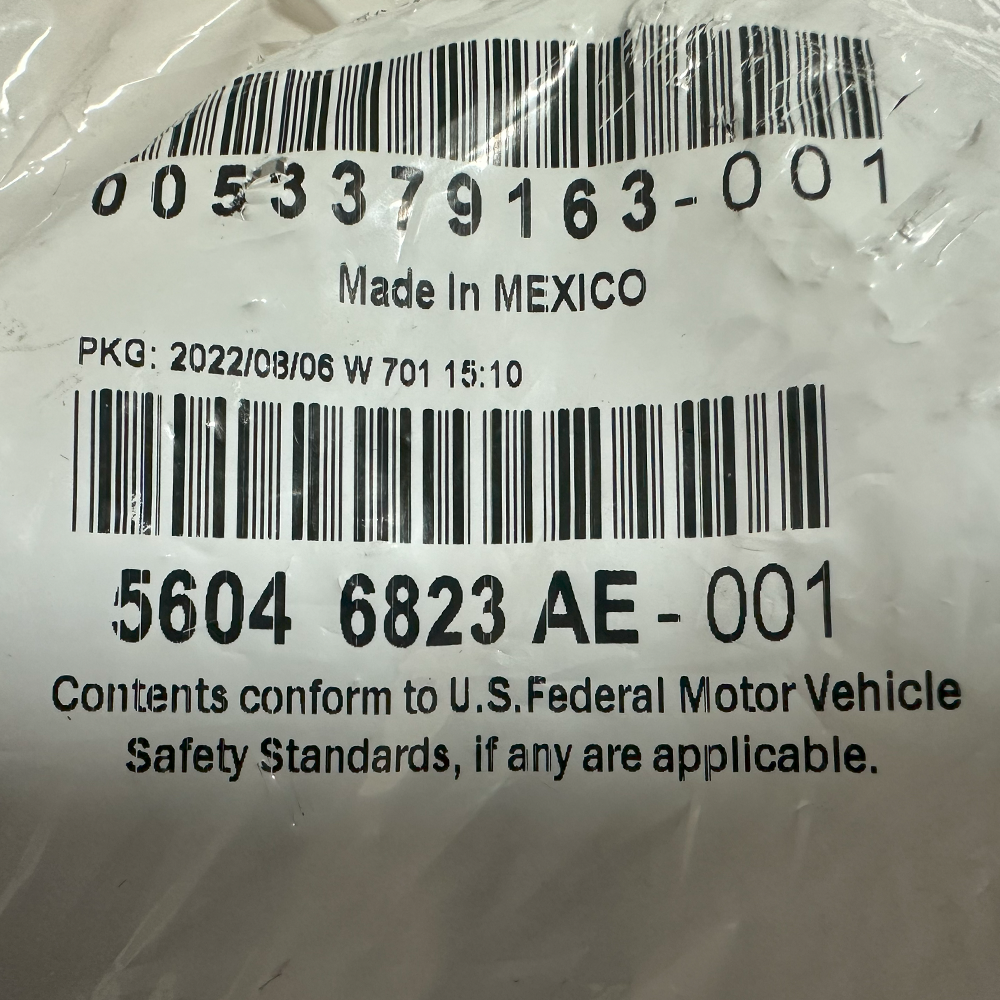 0053379163-001
Made In MEXICO
PKG: 2022/08/06 W 701 15:10
5604 6823 AE - 001
Contents conform to U.S. Federal Motor Vehicle
Safety Standards, if any are applicable.